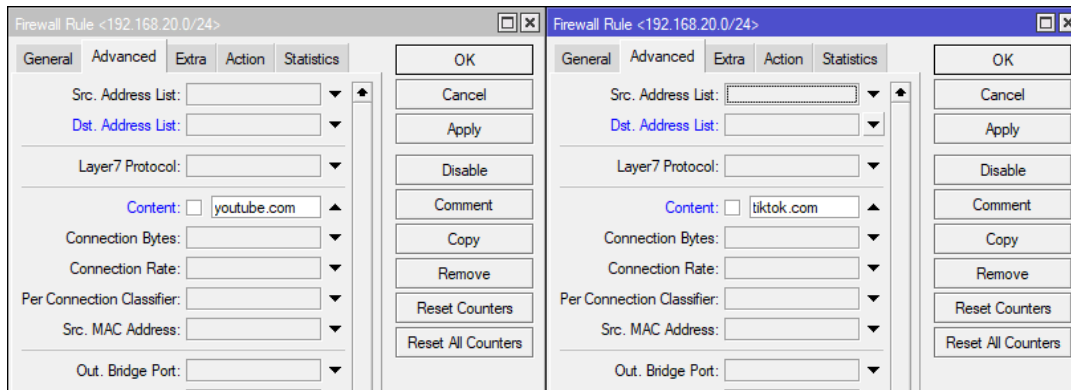 Firewall Rule <192.168.20.0/24>
General Advanced Extra Action Statistics
Src. Address List:
Dst. Address List:
Layer7 Protocol:
Content: youtube.com
Connection Bytes:
Connection Rate:
Per Connection Classifier:
Src. MAC Address:
Out. Bridge Port:
OK
Cancel
Apply
Disable
Comment
Copy
Remove
Reset Counters
Reset All Counters
Firewall Rule <192.168.20.0/24>
General Advanced Extra Action Statistics
Src. Address List:
Dst. Address List:
Layer7 Protocol:
Content: tiktok.com
Connection Bytes:
Connection Rate:
Per Connection Classifier:
Src. MAC Address:
Out. Bridge Port:
OK
Cancel
Apply
Disable
Comment
Copy
Remove
Reset Counters
Reset All Counters